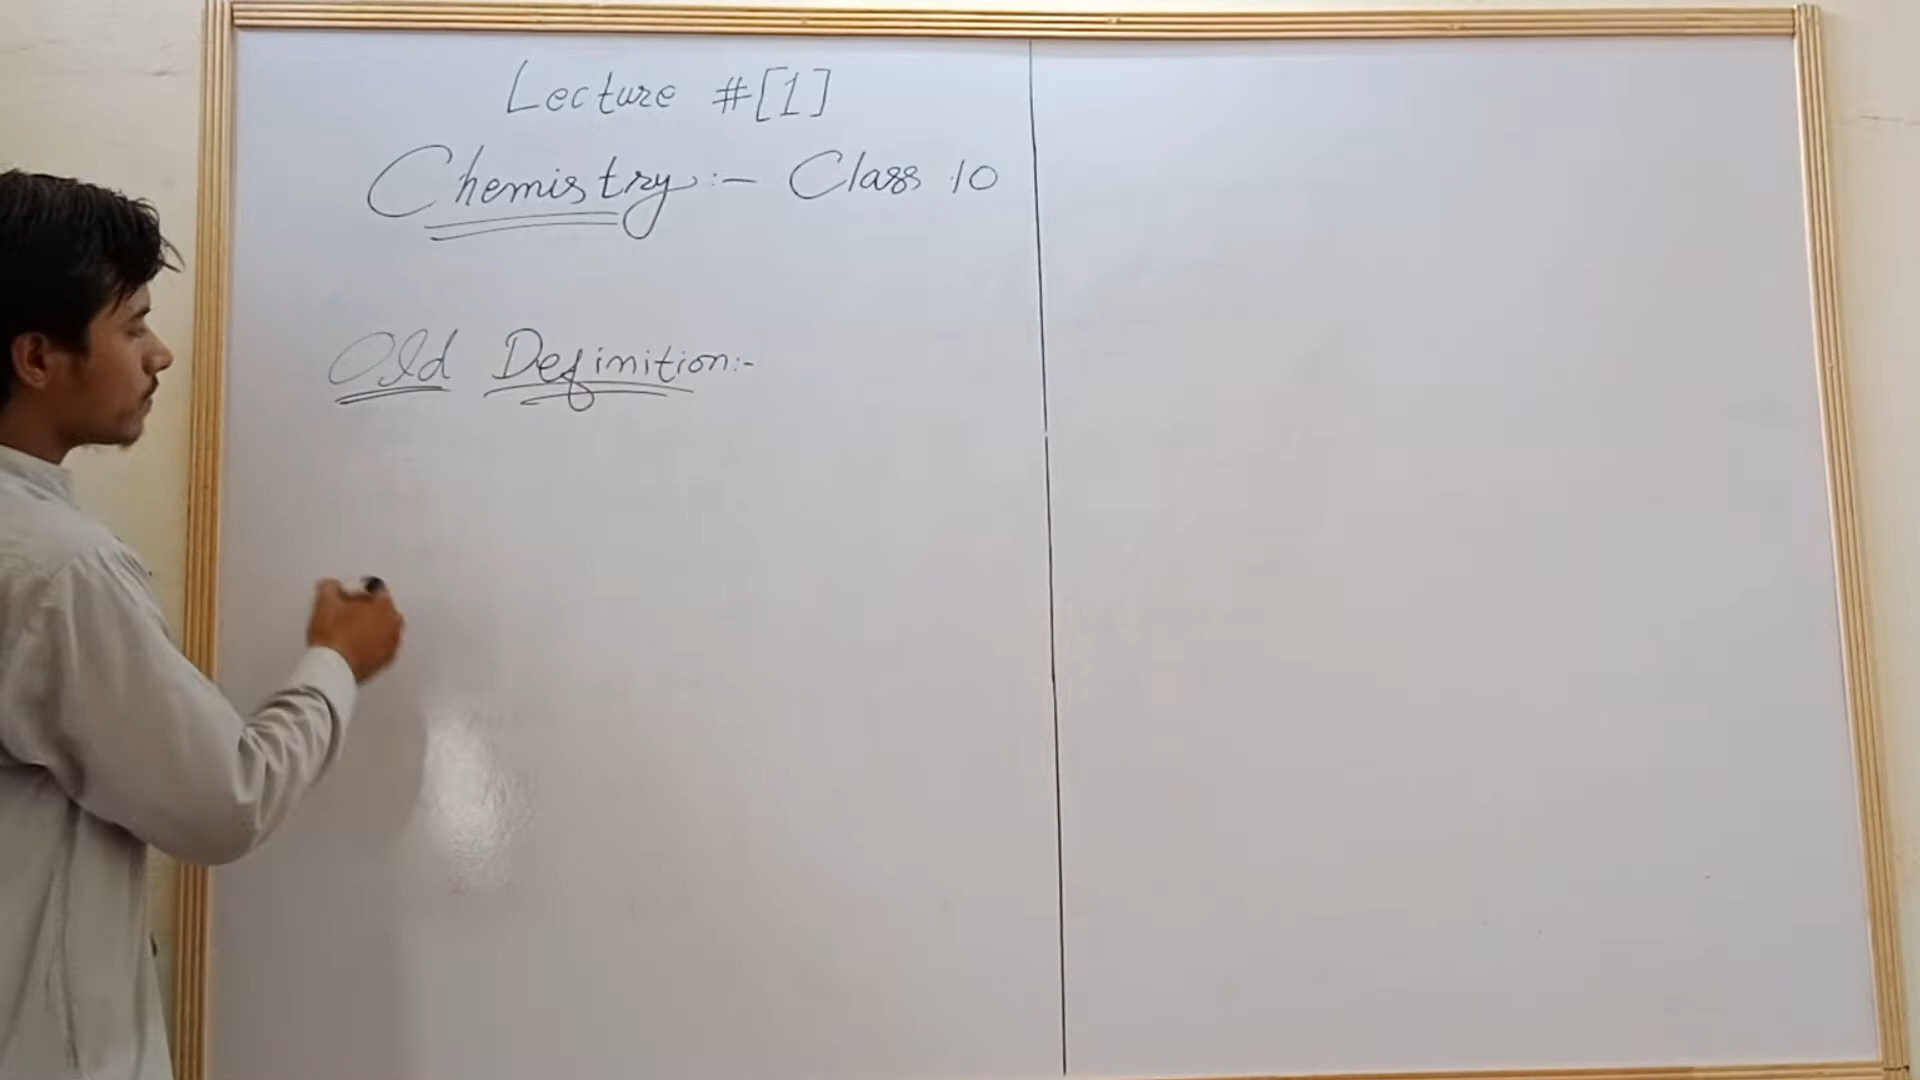 Lecture #[1]
Chemistry:- Class 10
Old Definition:-